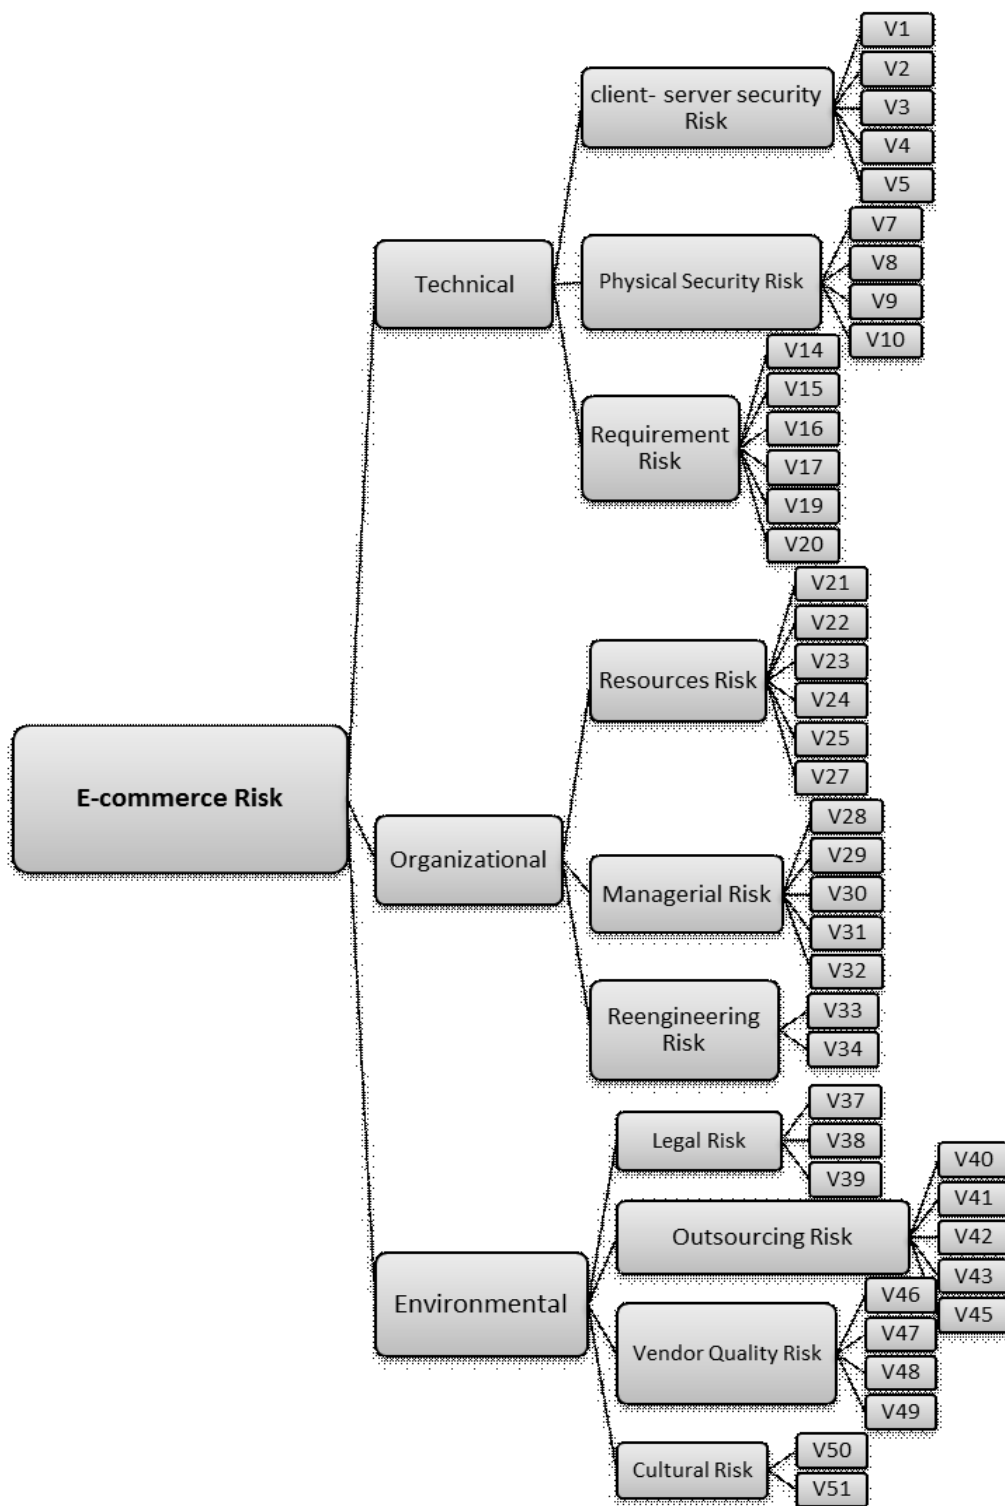 E-commerce Risk
Technical
client- server security
Risk
V1
V2
V3
V4
V5
Physical Security Risk
V7
V8
V9
V10
Requirement
Risk
V14
V15
V16
V17
V19
V20
Organizational
Resources Risk
V21
V22
V23
V24
V25
V27
Managerial Risk
V28
V29
V30
V31
V32
Reengineering
Risk
V33
V34
Environmental
Legal Risk
V37
V38
V39
Outsourcing Risk
V40
V41
V42
V43
V45
Vendor Quality Risk
V46
V47
V48
V49
Cultural Risk
V50
V51